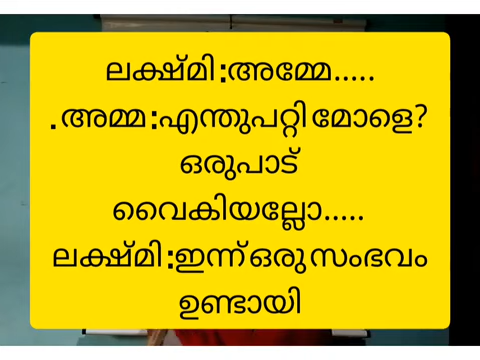 ലക്ഷ്മി :അമ്മേ.....
. അമ്മ :എന്തുപറ്റി മോളെ?
ഒരുപാട്
വൈകിയല്ലോ.....
ലക്ഷ്മി :ഇന്ന് ഒരു സംഭവം
ഉണ്ടായി